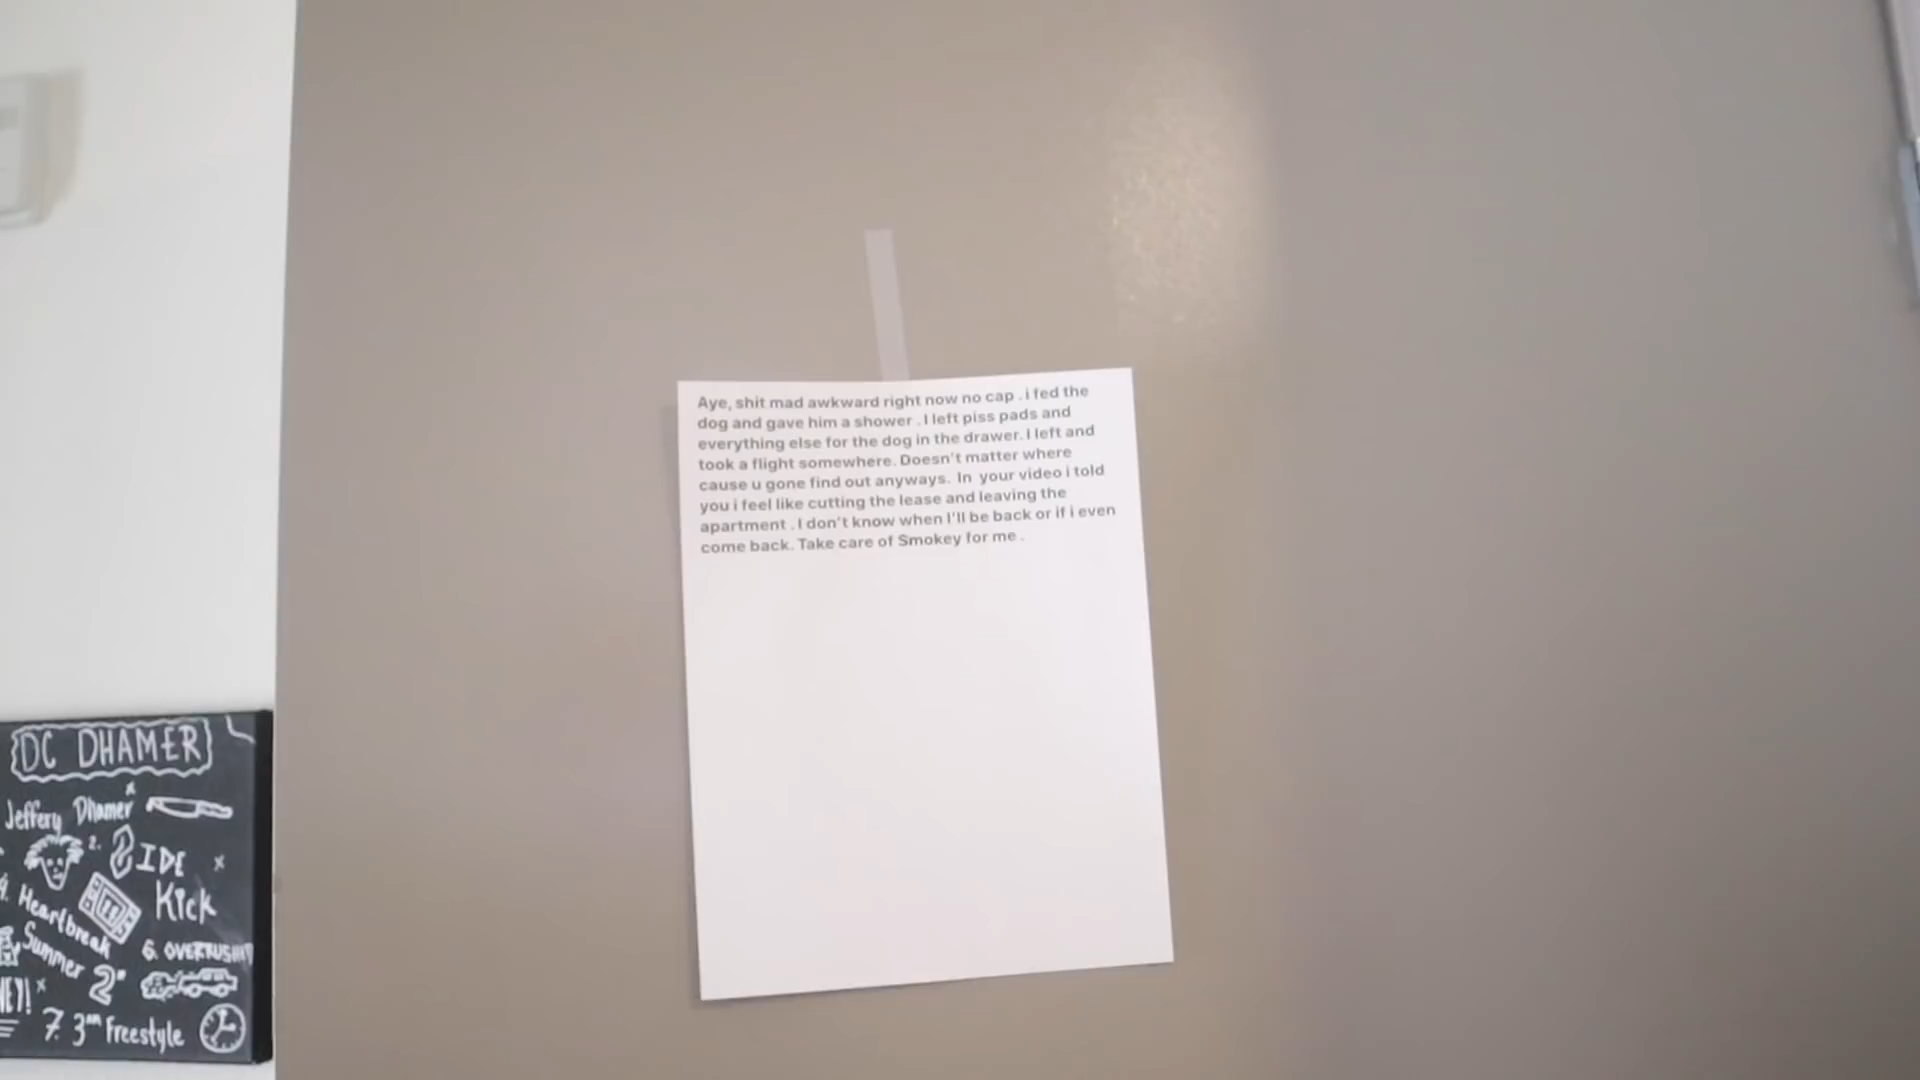 Aye, shit mad awkward right now no cap . i fed the
dog and gave him a shower . I left piss pads and
everything else for the dog in the drawer. I left and
took a flight somewhere. Doesn't matter where
cause u gone find out anyways. In your video i told
you i feel like cutting the lease and leaving the
apartment . I don't know when I'll be back or if i even
come back. Take care of Smokey for me .
DC DHAMER
Jeffery Dhamer
2. SIDE
Kick
4. Heartbreak
Summer 2
6.
7. 3am Freestyle